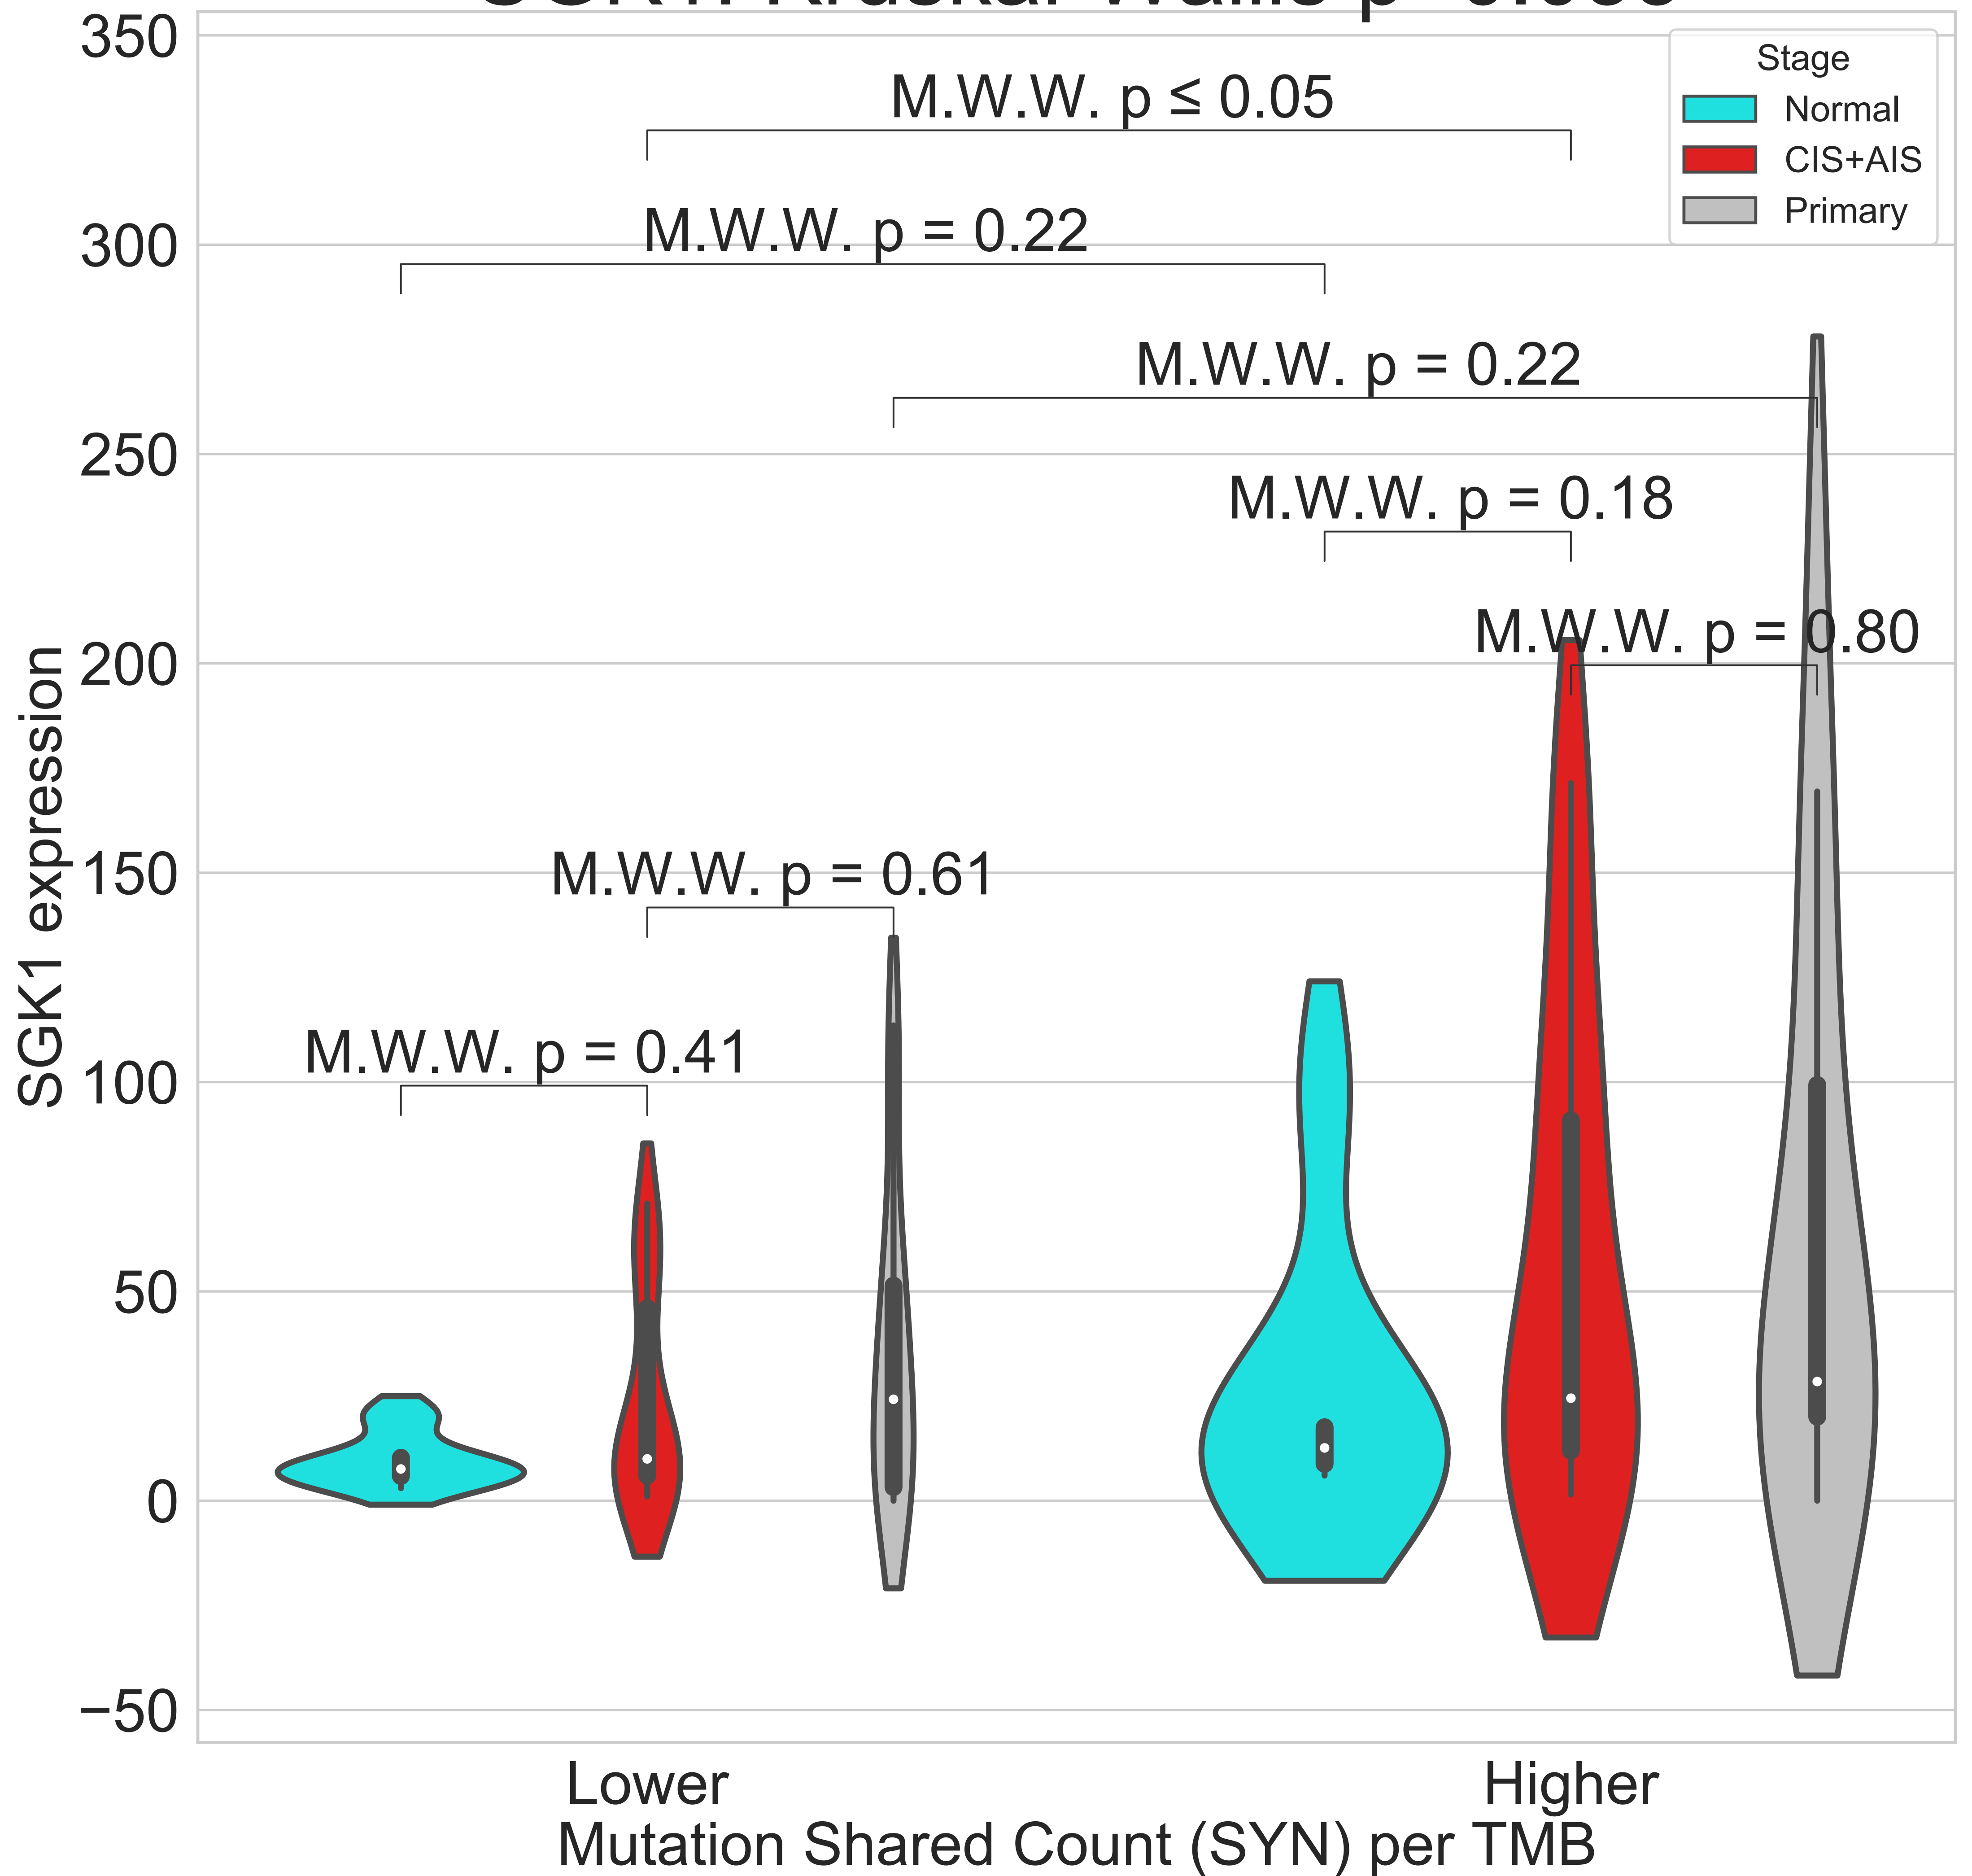 350
300
250
200
150
100
50
0
−50
SGK1 expression
M.W.W. p ≤ 0.05
M.W.W. p = 0.22
M.W.W. p = 0.22
M.W.W. p = 0.18
M.W.W. p = 0.80
M.W.W. p = 0.61
M.W.W. p = 0.41
Stage
Normal
CIS+AIS
Primary
Lower
Higher
Mutation Shared Count (SYN) per TMB